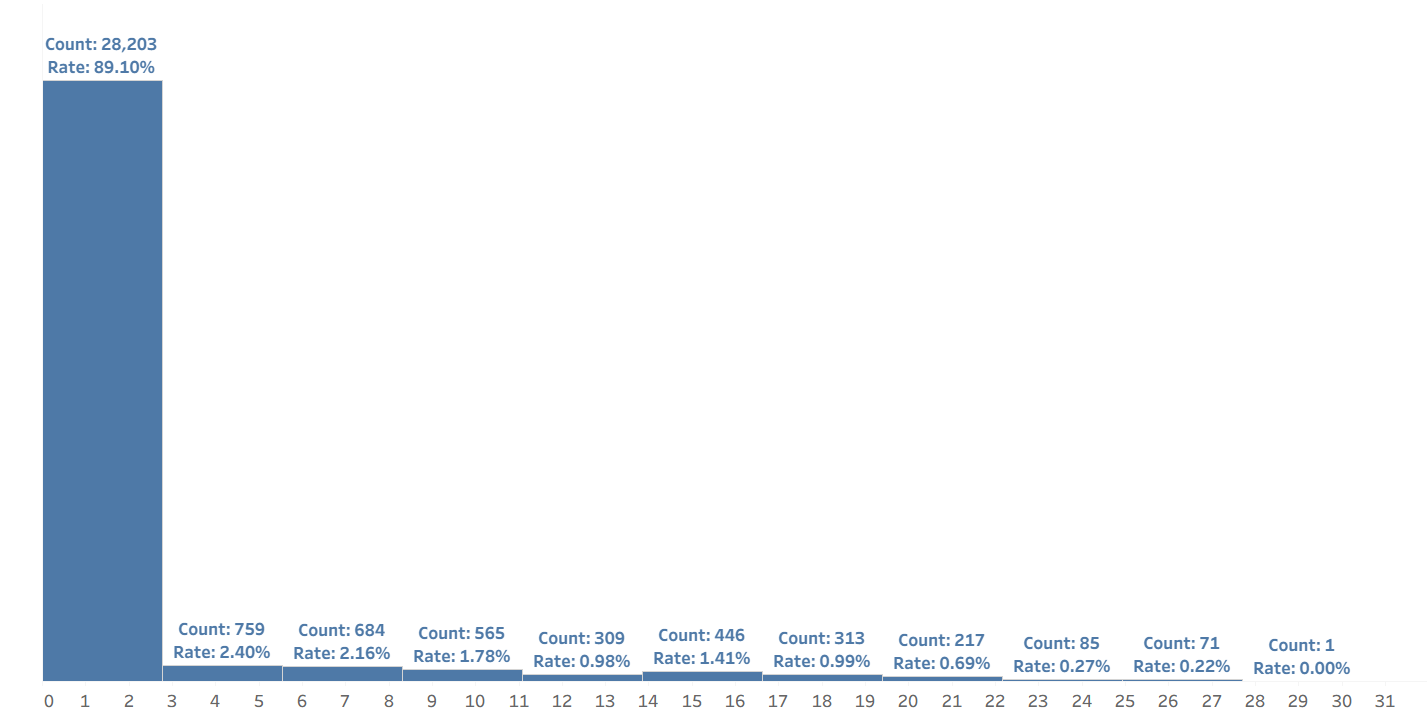 Count: 28,203
Rate: 89.10%
Count: 759
Rate: 2.40%
Count: 684
Rate: 2.16%
Count: 565
Rate: 1.78%
Count: 309
Rate: 0.98%
Count: 446
Rate: 1.41%
Count: 313
Rate: 0.99%
Count: 217
Rate: 0.69%
Count: 85
Rate: 0.27%
Count: 71
Rate: 0.22%
Count: 1
Rate: 0.00%
0 1 2 3 4 5 6 7 8 9 10 11 12 13 14 15 16 17 18 19 20 21 22 23 24 25 26 27 28 29 30 31